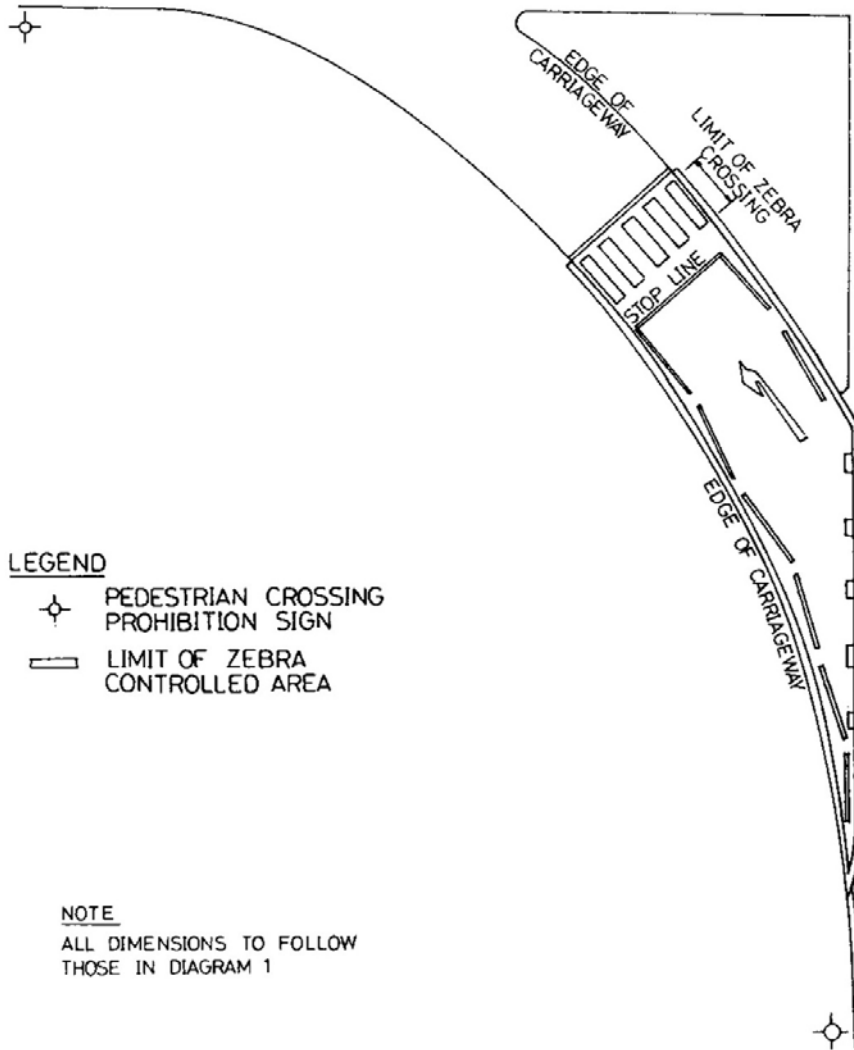 EDGE OF
CARRIAGEWAY
LIMIT OF ZEBRA
CROSSING
STOP LINE
EDGE OF CARRIAGEWAY
LEGEND
PEDESTRIAN CROSSING
PROHIBITION SIGN
LIMIT OF ZEBRA
CONTROLLED AREA
NOTE
ALL DIMENSIONS TO FOLLOW
THOSE IN DIAGRAM 1